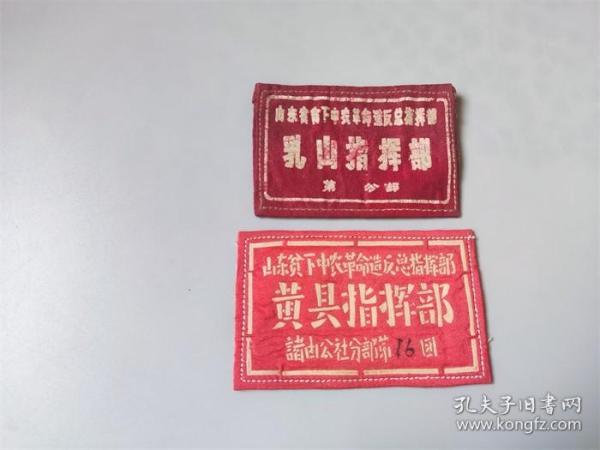 山东贫下中农革命造反总指挥部
乳山指挥部
第 分部
山东贫下中农革命造反总指挥部
黄县指挥部
諸由公社分部第16团
孔夫子旧书网
www.kongfz.com